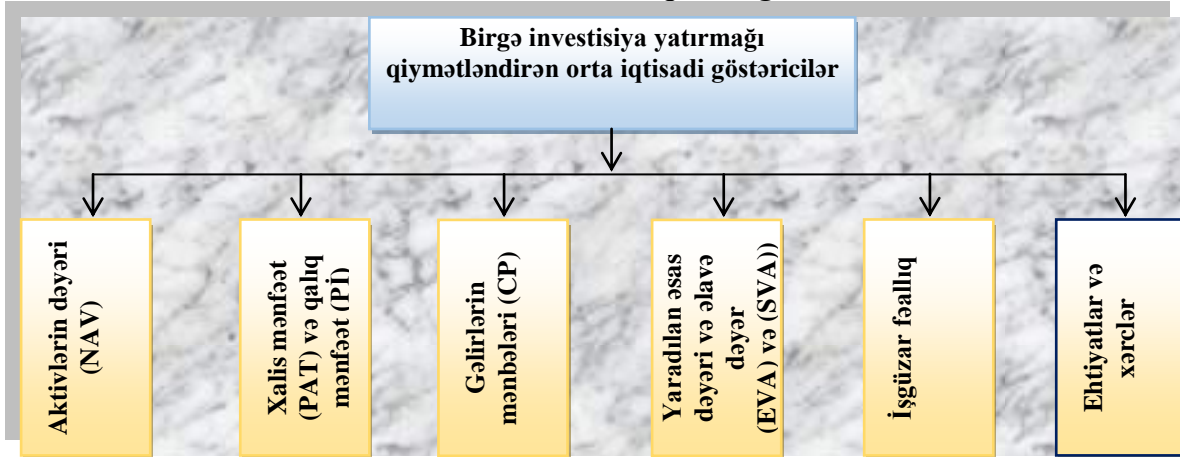 Birgə investisiya yatırmağı
qiymətləndirən orta iqtisadi göstəricilər
Aktivlərin dəyəri
(NAV)
Xalis mənfəət
(PAT) və qalıq
mənfəət (Pİ)
Gəlirlərin
mənbələri (CP)
Yaradılan əsas
dəyəri və əlavə
dəyər
(EVA) və (SVA))
İşgüzar fəallıq
Ehtiyatlar və
xərclər